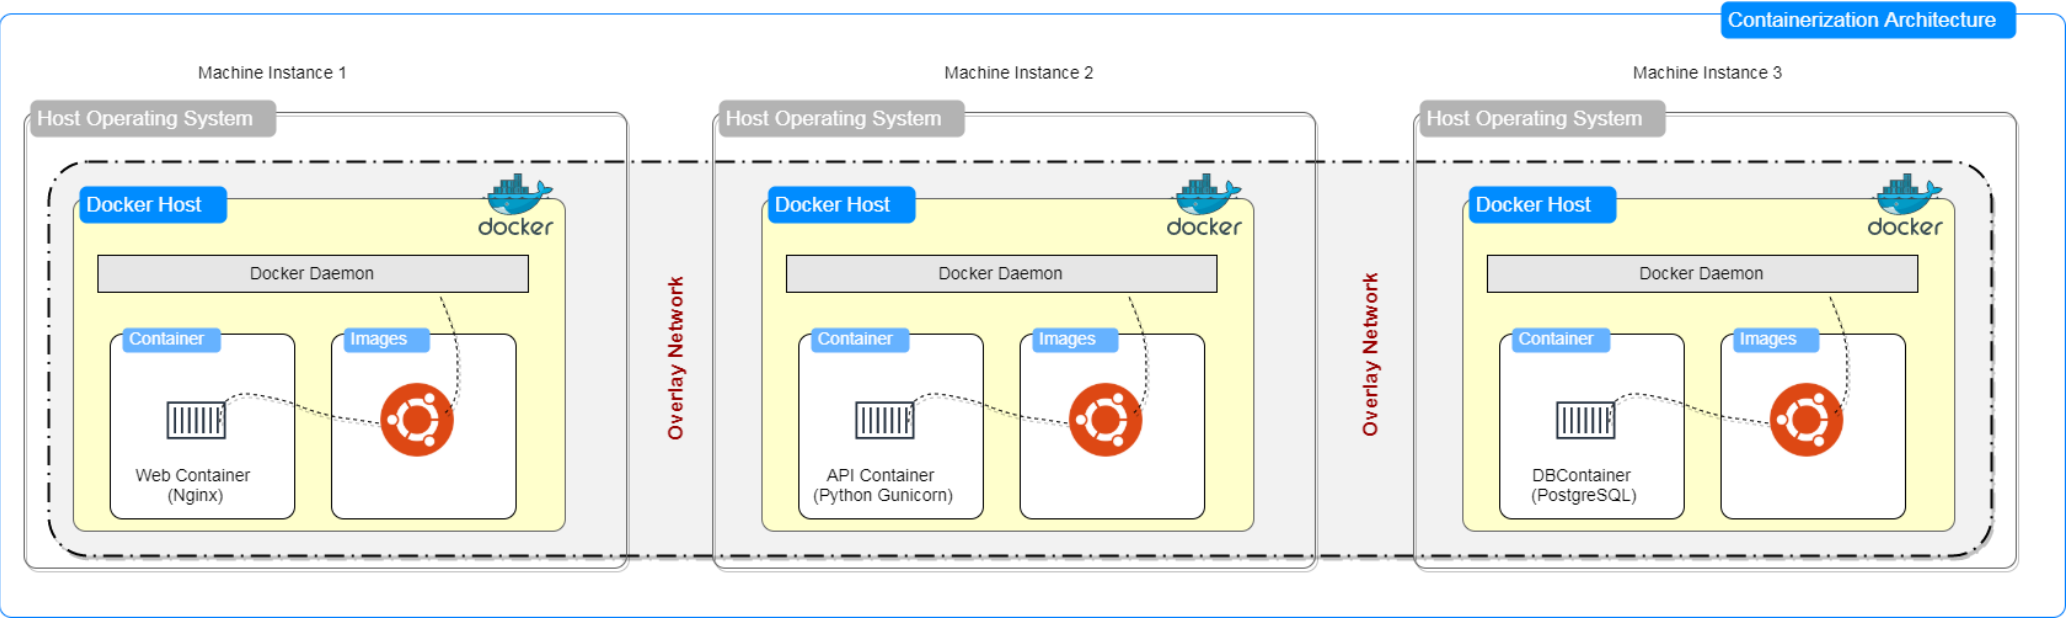 Containerization Architecture
Machine Instance 1
Machine Instance 2
Machine Instance 3
Host Operating System
Host Operating System
Host Operating System
Docker Host
docker
Docker Host
docker
Docker Host
docker
Docker Daemon
Docker Daemon
Docker Daemon
Overlay Network
Overlay Network
Container
Images
Container
Images
Container
Images
Web Container
(Nginx)
API Container
(Python Gunicorn)
DBContainer
(PostgreSQL)